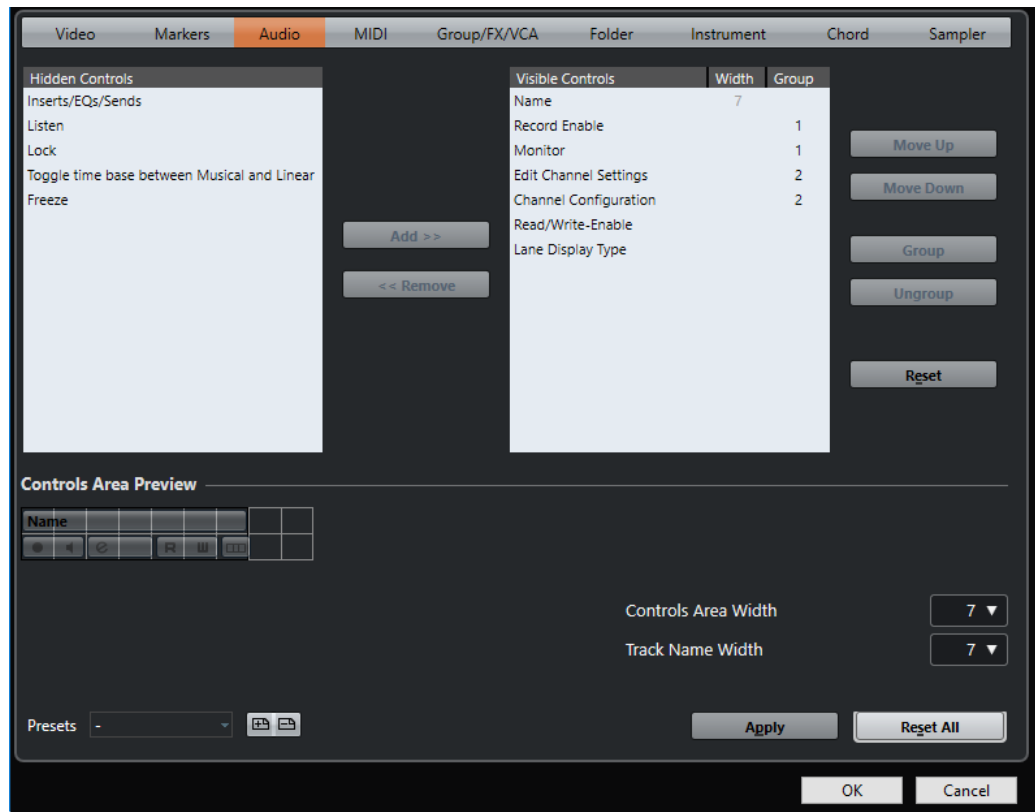 Video Markers Audio MIDI Group/FX/VCA Folder Instrument Chord Sampler
Hidden Controls
Inserts/EQs/Sends
Listen
Lock
Toggle time base between Musical and Linear
Freeze
Add >>
<< Remove
Visible Controls Width Group
Name 7
Record Enable 1
Monitor 1
Edit Channel Settings 2
Channel Configuration 2
Read/Write-Enable
Lane Display Type
Move Up
Move Down
Group
Ungroup
Reset
Controls Area Preview
Name
e R W
Controls Area Width 7
Track Name Width 7
Presets - Apply Reset All
OK Cancel